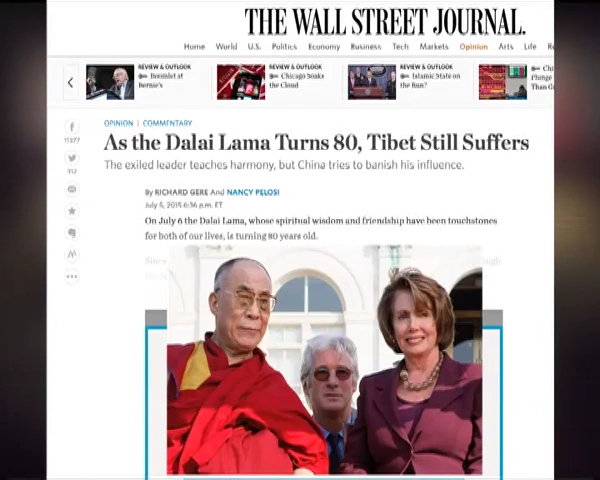 THE WALL STREET JOURNAL.
Home World U.S. Politics Economy Business Tech Markets Opinion Arts Life
REVIEW & OUTLOOK
Boomlet at
Bernie's
REVIEW & OUTLOOK
Chicago Soaks
the Cloud
REVIEW & OUTLOOK
Islamic State on
the Run?
Plunge
Than
OPINION | COMMENTARY
As the Dalai Lama Turns 80, Tibet Still Suffers
The exiled leader teaches harmony, but China tries to banish his influence.
By RICHARD GERE And NANCY PELOSI
July 5, 2015 6:36 p.m. ET
On July 6 the Dalai Lama, whose spiritual wisdom and friendship have been touchstones
for both of our lives, is turning 80 years old.
Since